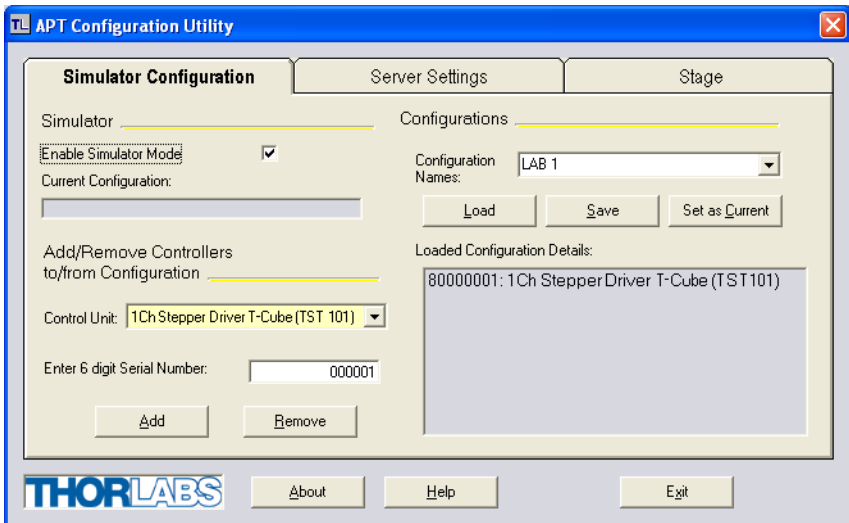 TL APT Configuration Utility
Simulator Configuration
Server Settings
Stage
Simulator
Enable Simulator Mode
Current Configuration:
Add/Remove Controllers
to/from Configuration
Control Unit: 1Ch Stepper Driver T-Cube (TST 101)
Enter 6 digit Serial Number: 000001
Add
Remove
Configurations
Configuration
Names:
LAB 1
Load
Save
Set as Current
Loaded Configuration Details:
80000001: 1Ch Stepper Driver T-Cube (TST101)
THORLABS
About
Help
Exit